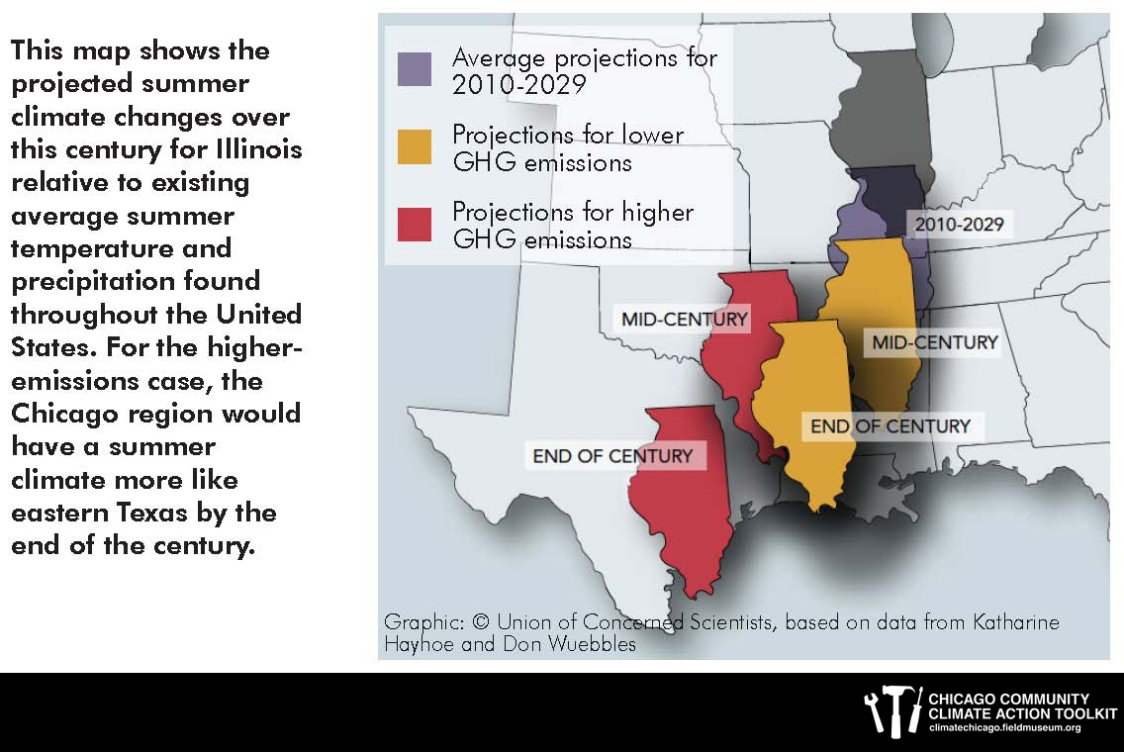 This map shows the
projected summer
climate changes over
this century for Illinois
relative to existing
average summer
temperature and
precipitation found
throughout the United
States. For the higher-
emissions case, the
Chicago region would
have a summer
climate more like
eastern Texas by the
end of the century.
Average projections for
2010-2029
Projections for lower
GHG emissions
Projections for higher
GHG emissions
2010-2029
MID-CENTURY
MID-CENTURY
END OF CENTURY
END OF CENTURY
Graphic: © Union of Concerned Scientists, based on data from Katharine
Hayhoe and Don Wuebbles
CHICAGO COMMUNITY
CLIMATE ACTION TOOLKIT
climatechicago.fieldmuseum.org